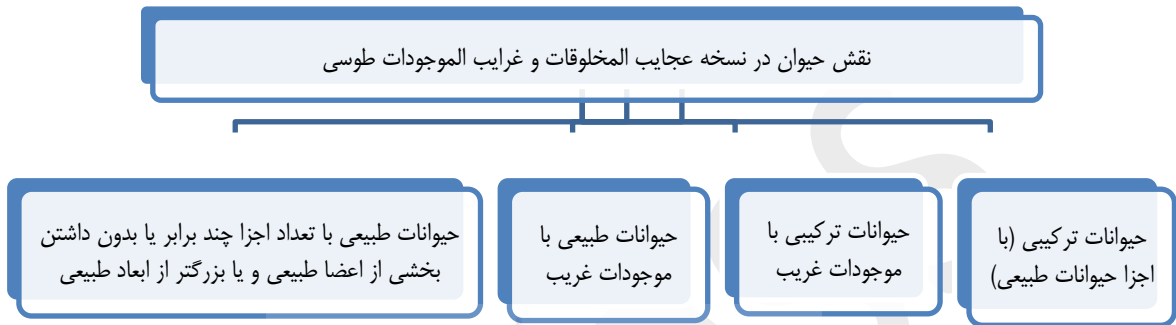 نقش حیوان در نسخه عجایب المخلوقات و غرایب الموجودات طوسی
حیوانات ترکیبی (با
اجزا حیوانات طبیعی)
حیوانات ترکیبی با
موجودات غریب
حیوانات طبیعی با
موجودات غریب
حیوانات طبیعی با تعداد اجزا چند برابر یا بدون داشتن
بخشی از اعضا طبیعی و یا بزرگتر از ابعاد طبیعی